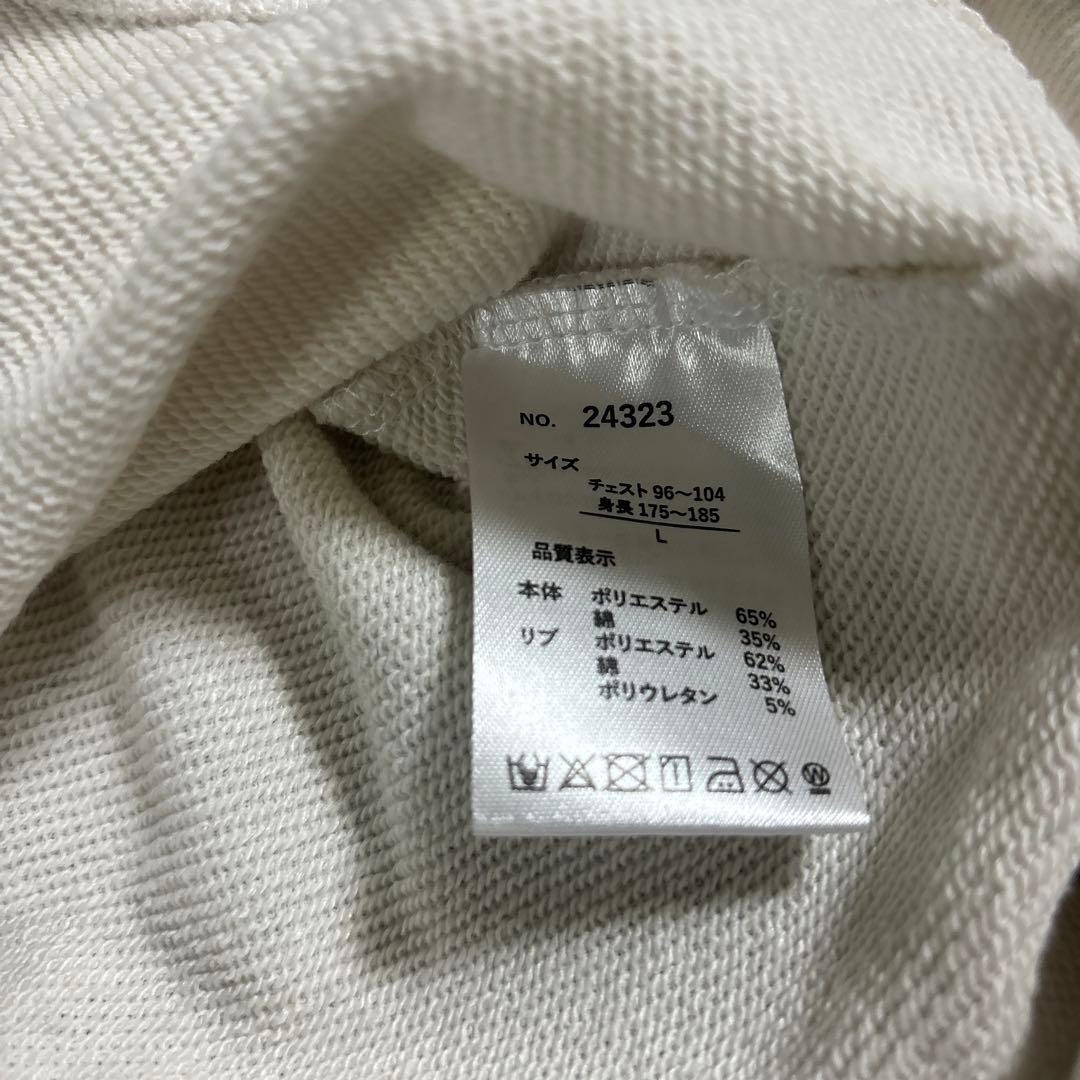 NO. 24323
サイズ
チェスト 96〜104
身長 175〜185
L
品質表示
本体 ポリエステル 65%
綿 35%
リブ ポリエステル 62%
綿 33%
ポリウレタン 5%
W